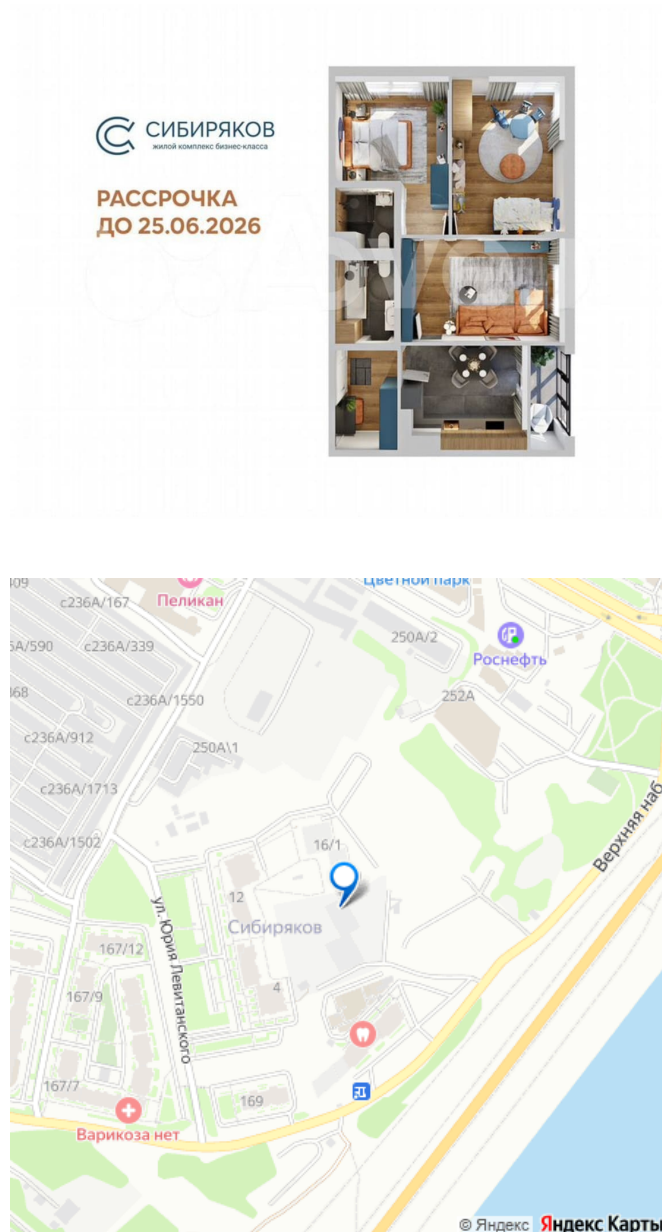 СИБИРЯКОВ
жилой комплекс бизнес-класса
РАССРОЧКА
ДО 25.06.2026
Avito
Цветной парк
с236А/167
Пеликан
250А/2
А/590
с236А/339
Роснефть
с236А/1550
252А
с236А/912
250А\1
с236А/1713
с236А/1502
16/1
Верхняя наб
12
Сибиряков
ул. Юрия Левитанского
167/12
167/9
4
167/7
169
Варикоза нет
© Яндекс Яндекс Карты